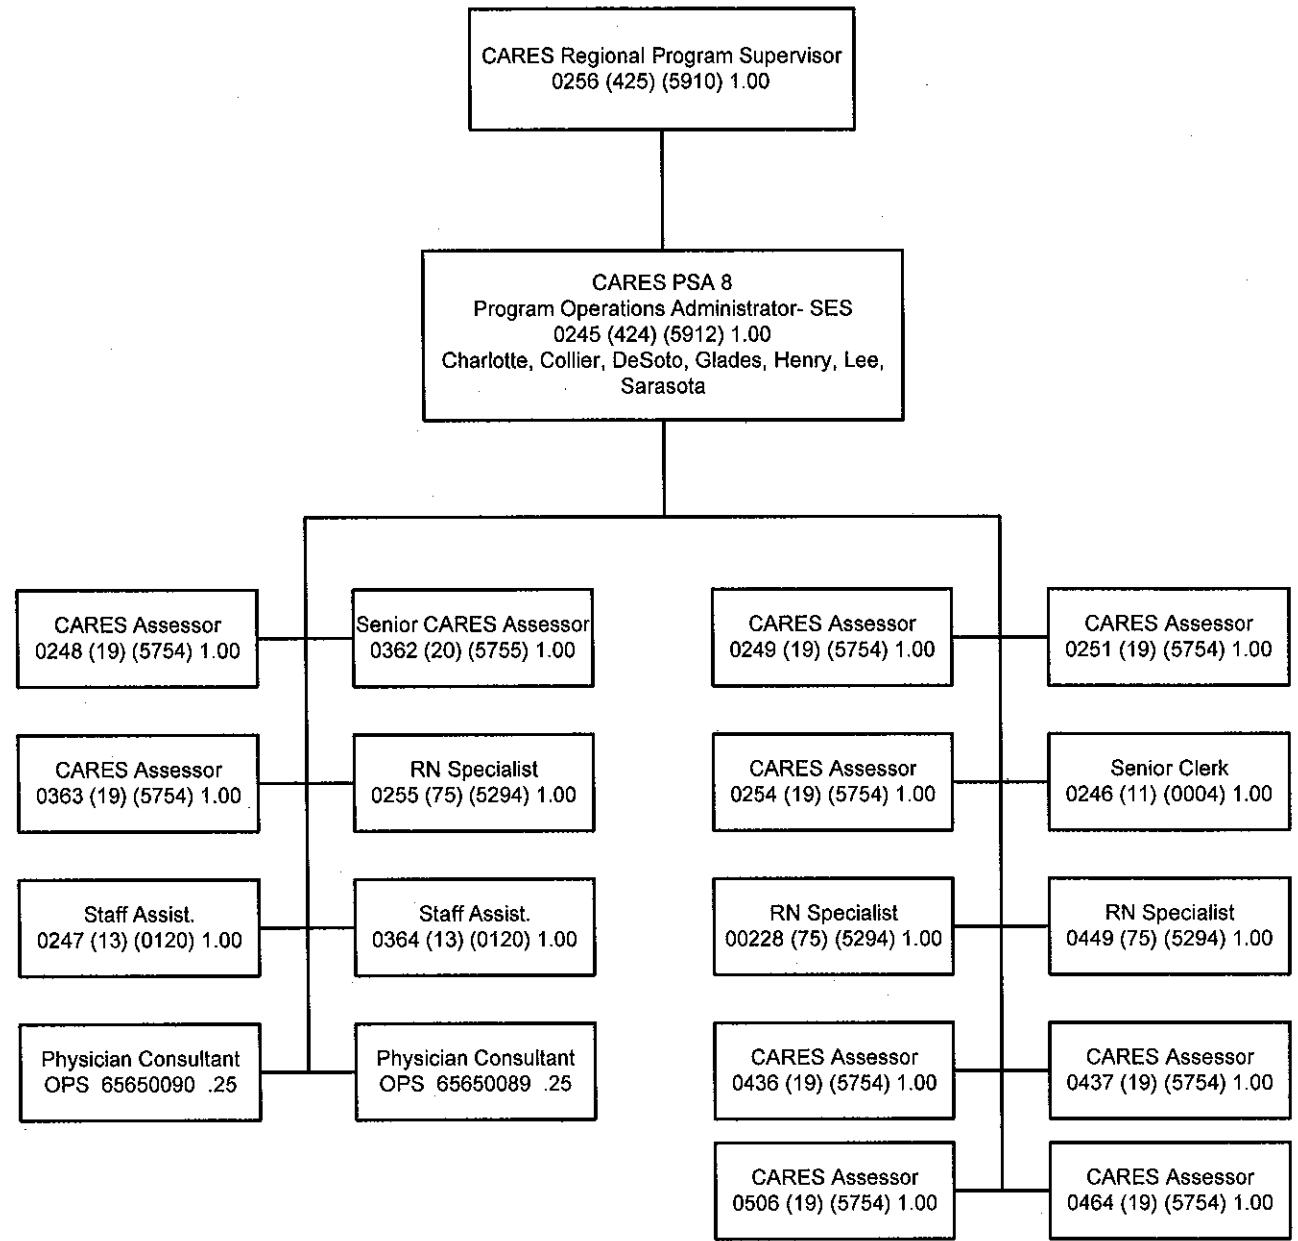 CARES Regional Program Supervisor
0256 (425) (5910) 1.00
CARES PSA 8
Program Operations Administrator- SES
0245 (424) (5912) 1.00
Charlotte, Collier, DeSoto, Glades, Henry, Lee,
Sarasota
CARES Assessor
0248 (19) (5754) 1.00
Senior CARES Assessor
0362 (20) (5755) 1.00
CARES Assessor
0249 (19) (5754) 1.00
CARES Assessor
0251 (19) (5754) 1.00
CARES Assessor
0363 (19) (5754) 1.00
RN Specialist
0255 (75) (5294) 1.00
CARES Assessor
0254 (19) (5754) 1.00
Senior Clerk
0246 (11) (0004) 1.00
Staff Assist.
0247 (13) (0120) 1.00
Staff Assist.
0364 (13) (0120) 1.00
RN Specialist
00228 (75) (5294) 1.00
RN Specialist
0449 (75) (5294) 1.00
Physician Consultant
OPS 65650090 .25
Physician Consultant
OPS 65650089 .25
CARES Assessor
0436 (19) (5754) 1.00
CARES Assessor
0437 (19) (5754) 1.00
CARES Assessor
0506 (19) (5754) 1.00
CARES Assessor
0464 (19) (5754) 1.00